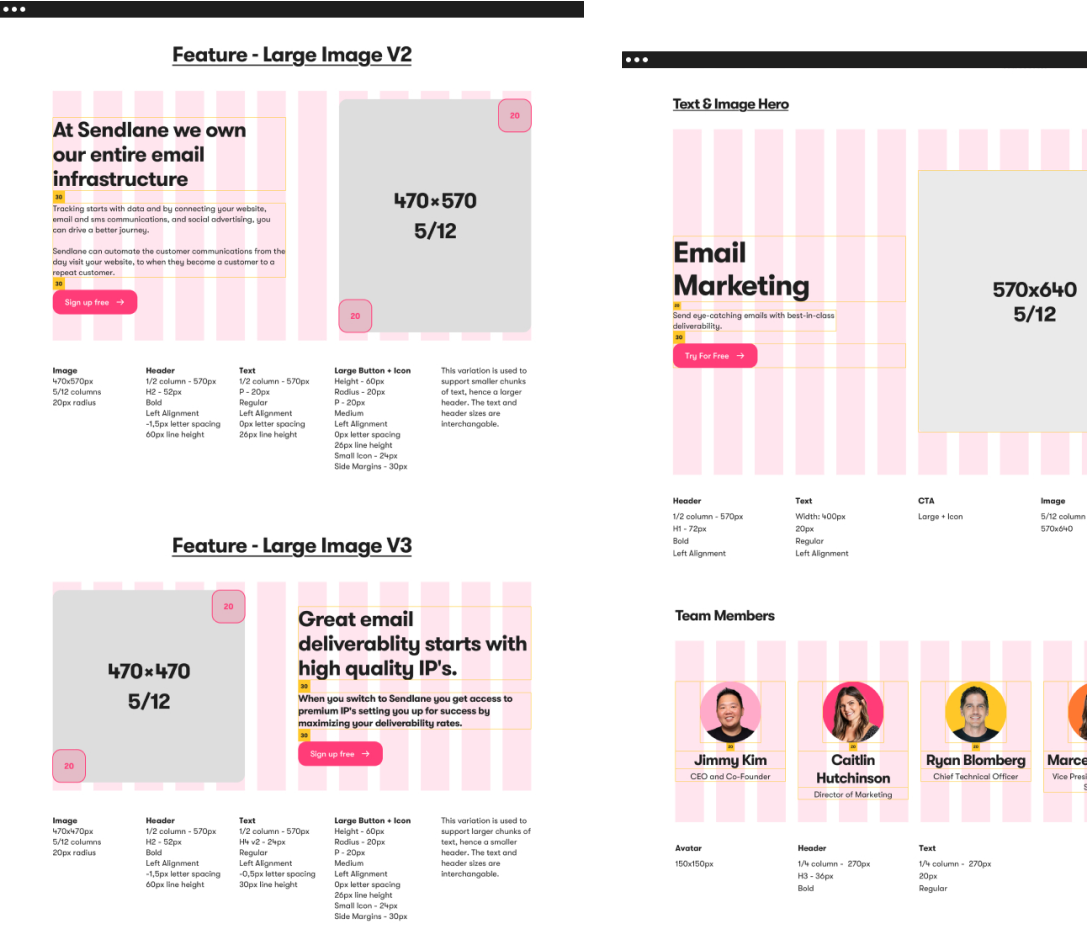 Feature - Large Image V2
At Sendlane we own
our entire email
infrastructure
30
Tracking starts with data and by connecting your website,
email and sms communications, and social advertising, you
can drive a better journey.
Sendlane can automate the customer communications from the
day visit your website, to when they become a customer to a
repeat customer.
30
Sign up free
20
470×570
5/12
20
Image
470x570px
5/12 columns
20px radius
Header
1/2 column - 570px
H2 - 52px
Bold
Left Alignment
-1,5px letter spacing
60px line height
Text
1/2 column - 570px
P - 20px
Regular
Left Alignment
0px letter spacing
26px line height
Large Button + Icon
Height - 60px
Radius - 20px
P - 20px
Medium
Left Alignment
0px letter spacing
26px line height
Small Icon - 24px
Side Margins - 30px
This variation is used to
support smaller chunks
of text, hence a larger
header. The text and
header sizes are
interchangable.
Feature - Large Image V3
20
470×470
5/12
20
Great email
deliverablity starts with
high quality IP's.
30
When you switch to Sendlane you get access to
premium IP's setting you up for success by
maximizing your deliverability rates.
30
Sign up free
Image
470x470px
5/12 columns
20px radius
Header
1/2 column - 570px
H2 - 52px
Bold
Left Alignment
-1,5px letter spacing
60px line height
Text
1/2 column - 570px
H4 v2 - 24px
Regular
Left Alignment
-0,5px letter spacing
30px line height
Large Button + Icon
Height - 60px
Radius - 20px
P - 20px
Medium
Left Alignment
0px letter spacing
26px line height
Small Icon - 24px
Side Margins - 30px
This variation is used to
support larger chunks of
text, hence a smaller
header. The text and
header sizes are
interchangable.
Text & Image Hero
Email
Marketing
Send eye-catching emails with best-in-class
deliverability.
30
Try For Free
570x640
5/12
Header
1/2 column - 570px
H1 - 72px
Bold
Left Alignment
Text
Width: 400px
20px
Regular
Left Alignment
CTA
Large + Icon
Image
5/12 column
570x640
Team Members
Jimmy Kim
CEO and Co-Founder
Caitlin
Hutchinson
Director of Marketing
Ryan Blomberg
Chief Technical Officer
Marce
Vice Presi
S
Avatar
150x150px
Header
1/4 column - 270px
H3 - 36px
Bold
Text
1/4 column - 270px
20px
Regular